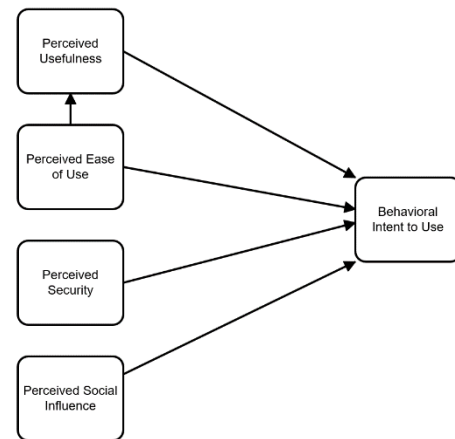 Perceived
Usefulness
Perceived Ease
of Use
Behavioral
Intent to Use
Perceived
Security
Perceived Social
Influence